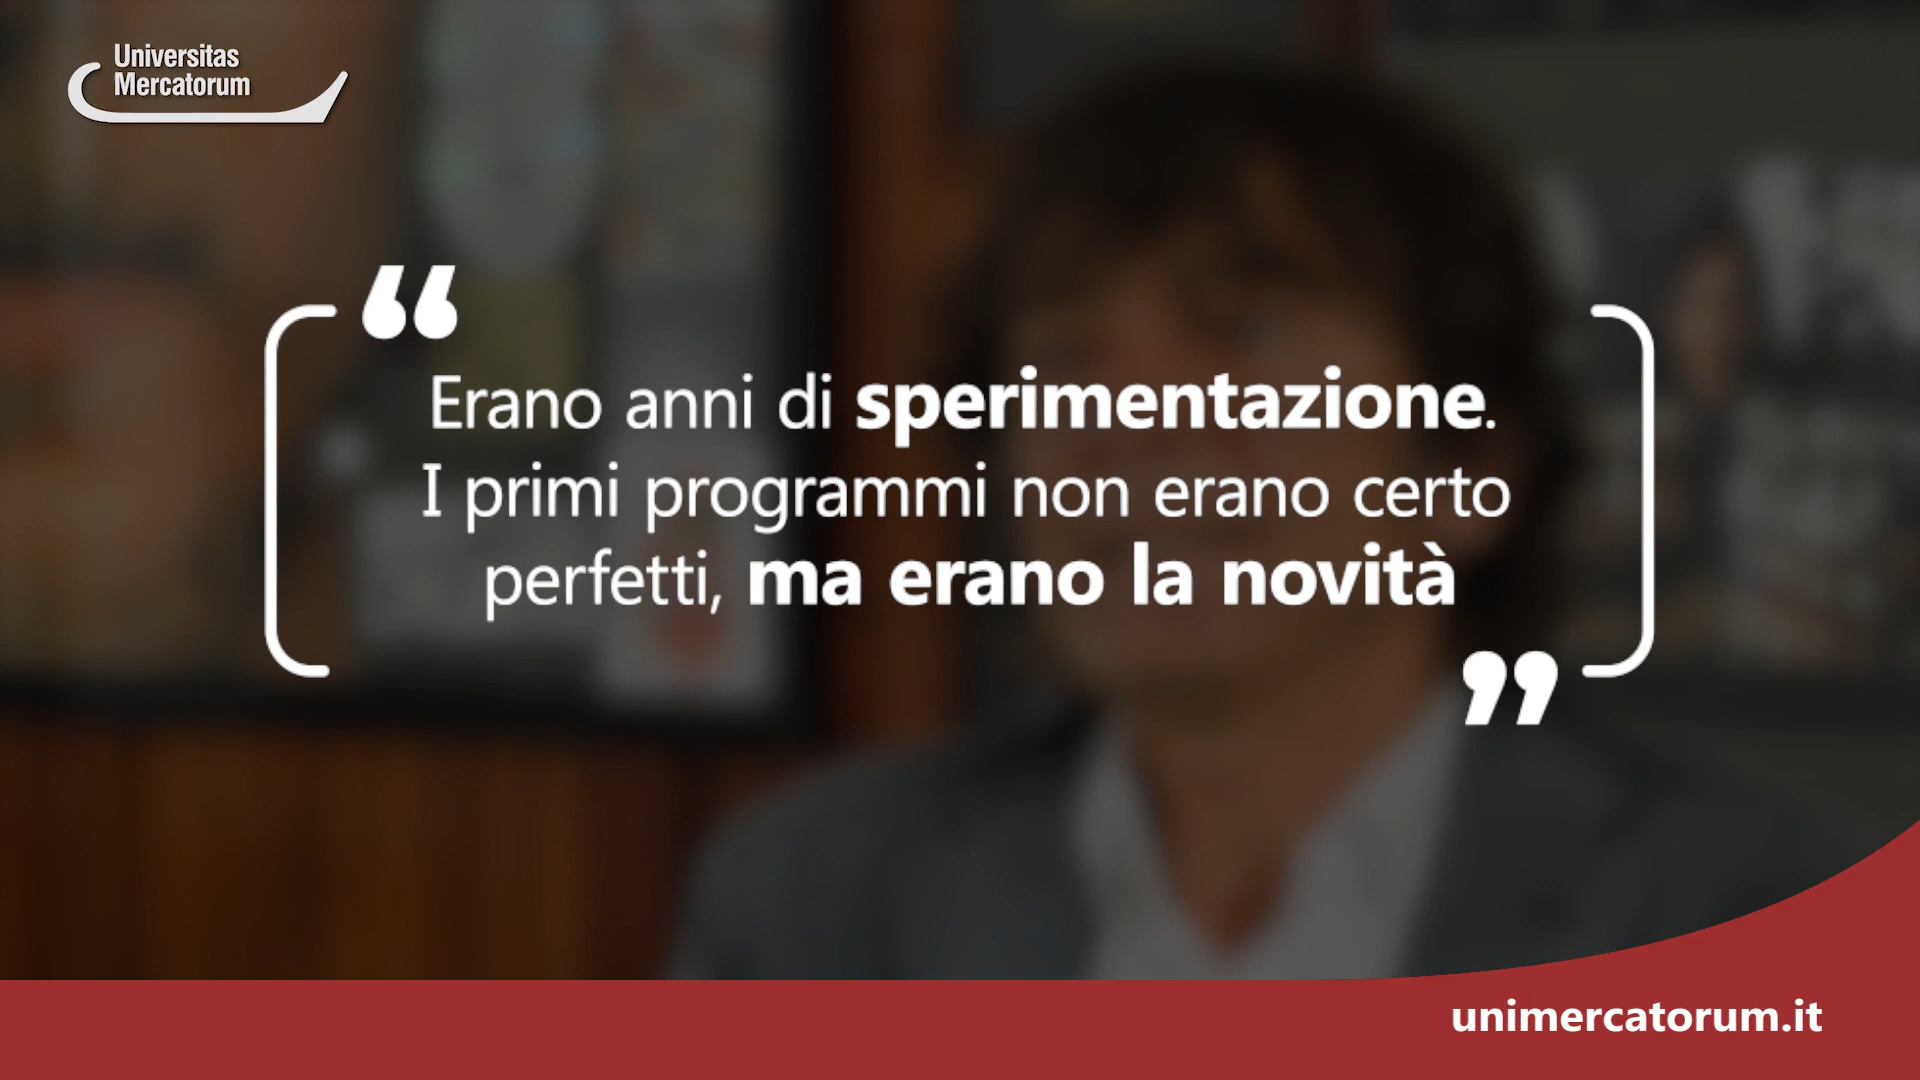 Universitas
Mercatorum
“
Erano anni di sperimentazione.
I primi programmi non erano certo
perfetti, ma erano la novità
”
unimercatorum.it